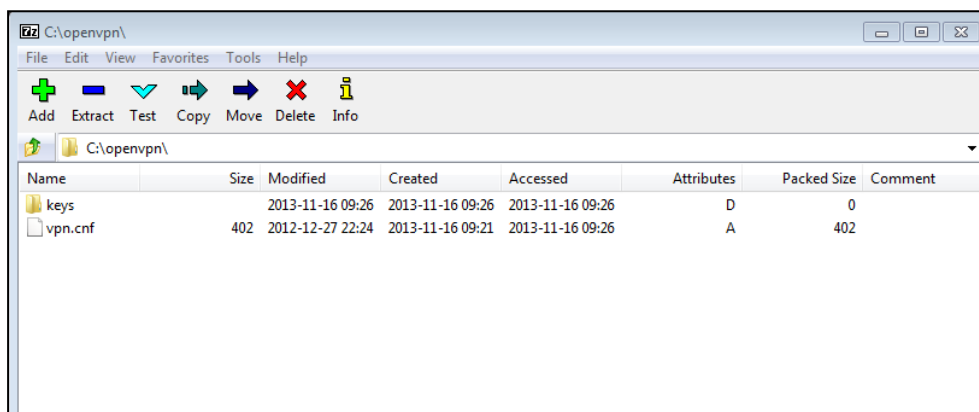 7z C:\openvpn\
File Edit View Favorites Tools Help
Add Extract Test Copy Move Delete Info
C:\openvpn\
Name Size Modified Created Accessed Attributes Packed Size Comment
keys 2013-11-16 09:26 2013-11-16 09:26 2013-11-16 09:26 D 0
vpn.cnf 402 2012-12-27 22:24 2013-11-16 09:21 2013-11-16 09:26 A 402